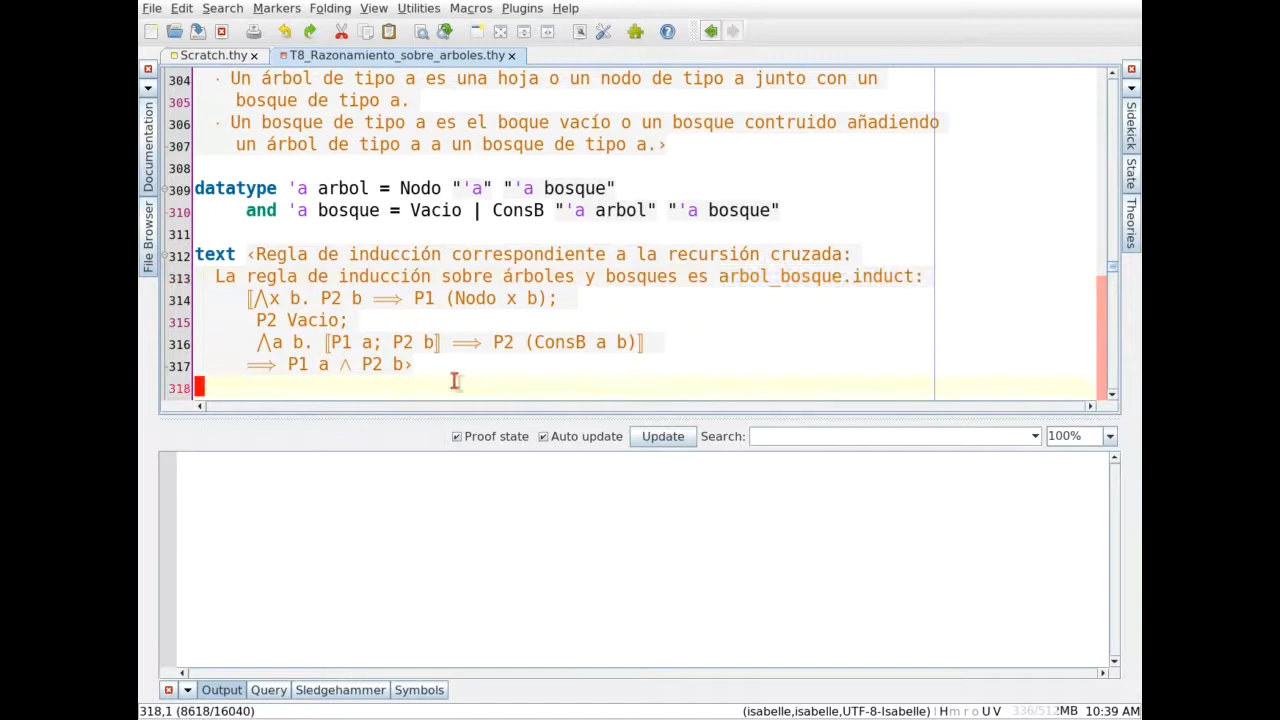 File Edit Search Markers Folding View Utilities Macros Plugins Help
Scratch.thy T8_Razonamiento_sobre_arboles.thy
Documentation
File Browser
304 · Un árbol de tipo a es una hoja o un nodo de tipo a junto con un
305 bosque de tipo a.
306 · Un bosque de tipo a es el boque vacío o un bosque contruido añadiendo
307 un árbol de tipo a a un bosque de tipo a.›
308
309 datatype 'a arbol = Nodo "'a" "'a bosque"
310 and 'a bosque = Vacio | ConsB "'a arbol" "'a bosque"
311
312 text ‹Regla de inducción correspondiente a la recursión cruzada:
313 La regla de inducción sobre árboles y bosques es arbol_bosque.induct:
314 ⟦⋀x b. P2 b ⟹ P1 (Nodo x b);
315 P2 Vacio;
316 ⋀a b. ⟦P1 a; P2 b⟧ ⟹ P2 (ConsB a b)⟧
317 ⟹ P1 a ∧ P2 b›
318
Sidekick
State
Theories
Proof state Auto update Update Search: 100%
Output Query Sledgehammer Symbols
318,1 (8618/16040) (isabelle,isabelle,UTF-8-Isabelle) | H m r o U V 336/512MB 10:39 AM